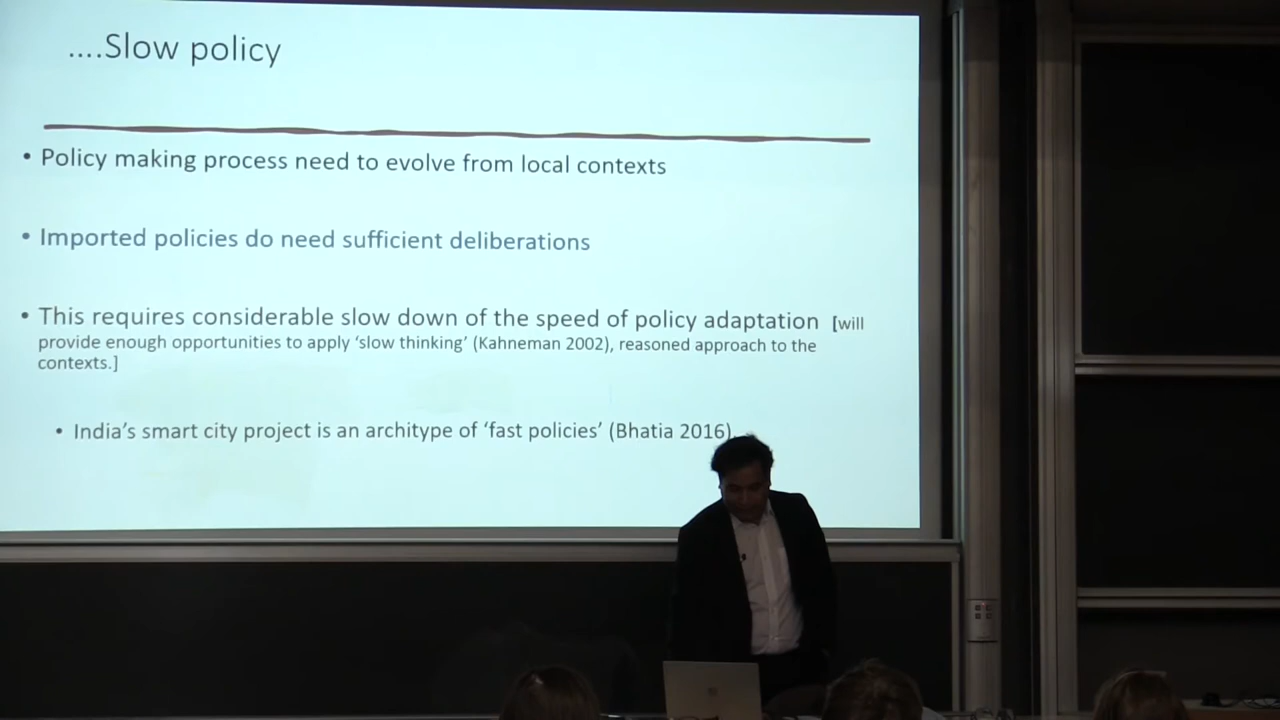 ....Slow policy
• Policy making process need to evolve from local contexts
• Imported policies do need sufficient deliberations
• This requires considerable slow down of the speed of policy adaptation [will
provide enough opportunities to apply ‘slow thinking’ (Kahneman 2002), reasoned approach to the
contexts.]
• India’s smart city project is an architype of ‘fast policies’ (Bhatia 2016)